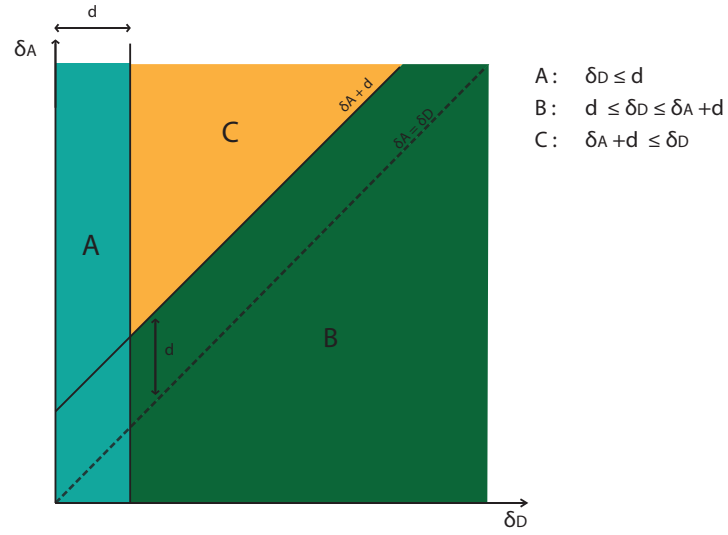 d
δA
A: δD ≤ d
B: d ≤ δD ≤ δA + d
C: δA + d ≤ δD
δA + d
δA = δD
C
A
B
d
δD